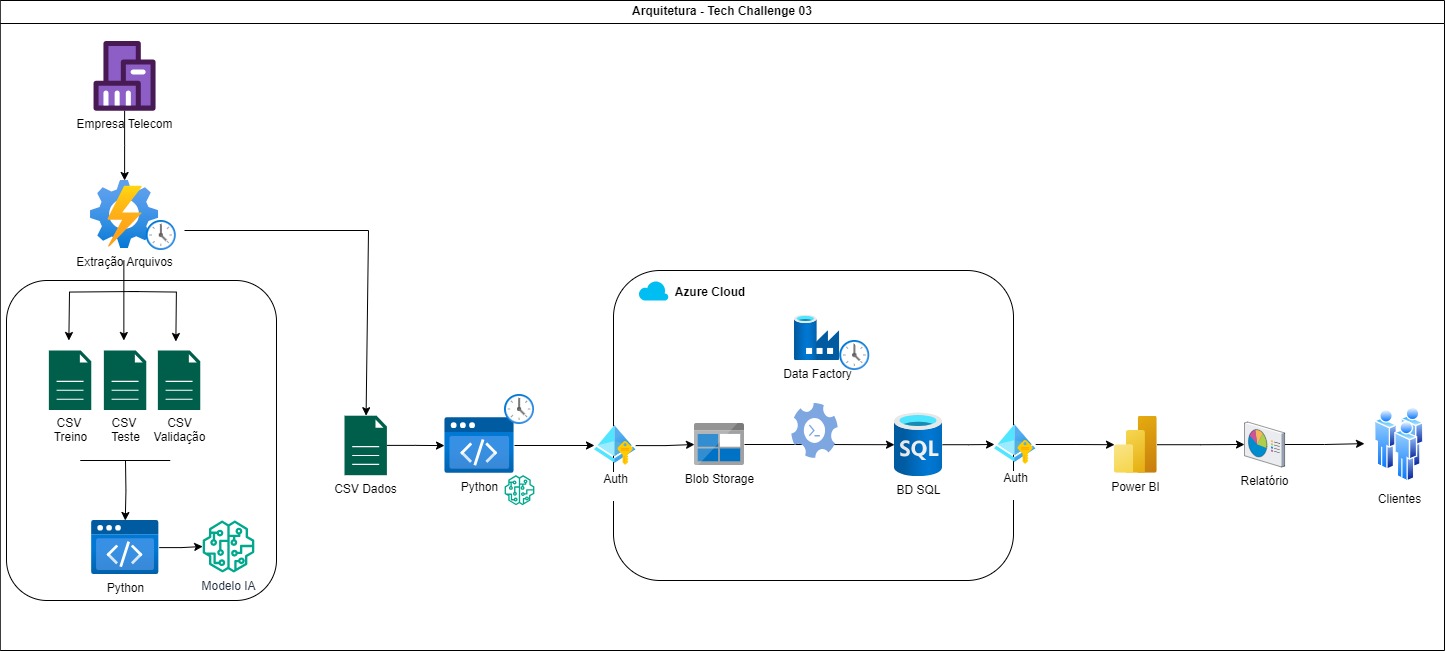 Arquitetura - Tech Challenge 03
Empresa Telecom
Extração Arquivos
CSV
Treino
CSV
Teste
CSV
Validação
Python
Modelo IA
CSV Dados
Python
Auth
Azure Cloud
Data Factory
Blob Storage
SQL
BD SQL
Auth
Power BI
Relatório
Clientes